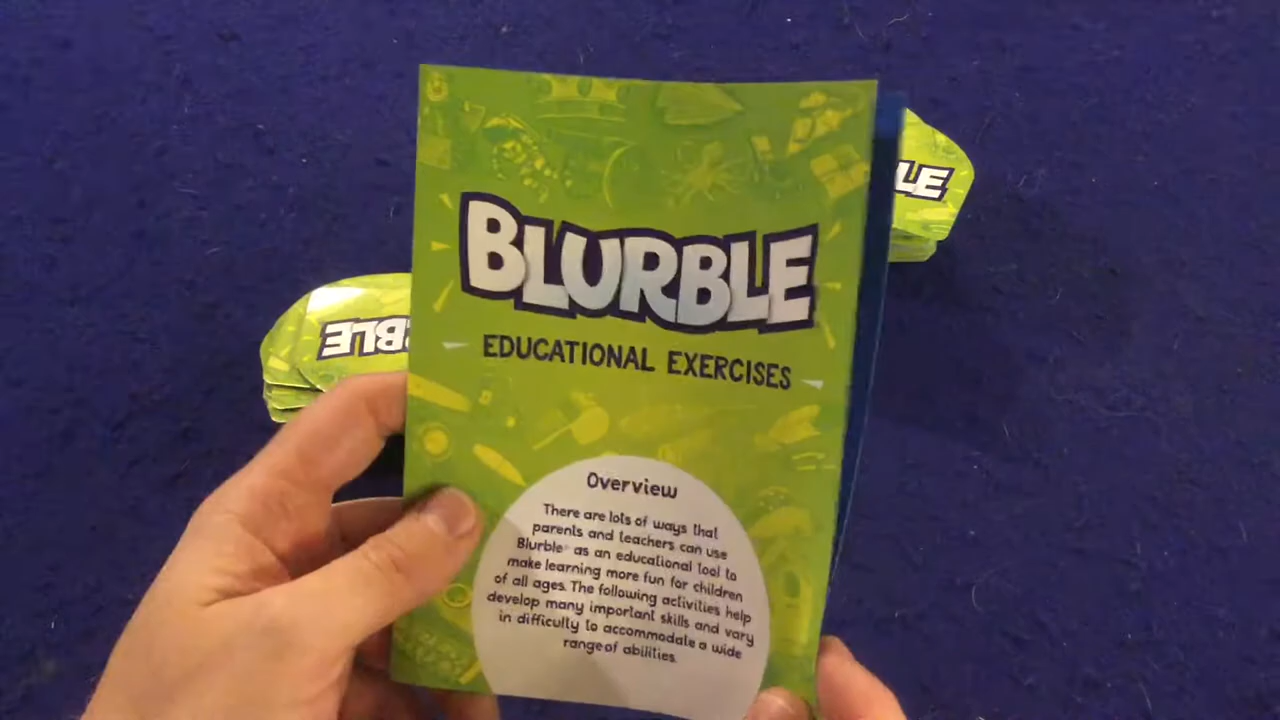 BLURBLE
EDUCATIONAL EXERCISES
Overview
There are lots of ways that
parents and teachers can use
Blurble® as an educational tool to
make learning more fun for children
of all ages. The following activities help
develop many important skills and vary
in difficulty to accommodate a wide
range of abilities.
BLE
LE